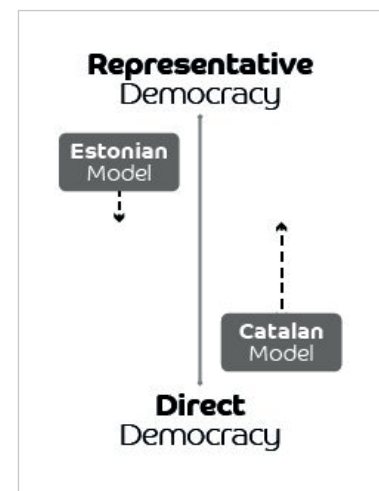 Representative
Democracy
Estonian
Model
Catalan
Model
Direct
Democracy